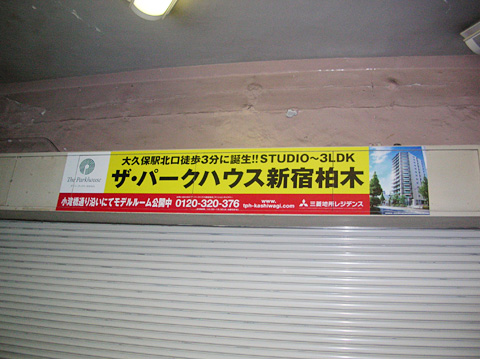 The Parkhouse
大久保駅北口徒歩3分に誕生!!STUDIO～3LDK
ザ・パークハウス新宿柏木
小滝橋通り沿いにてモデルルーム公開中 0120-320-376 www.tph-kashiwagi.com 三菱地所レジデンス